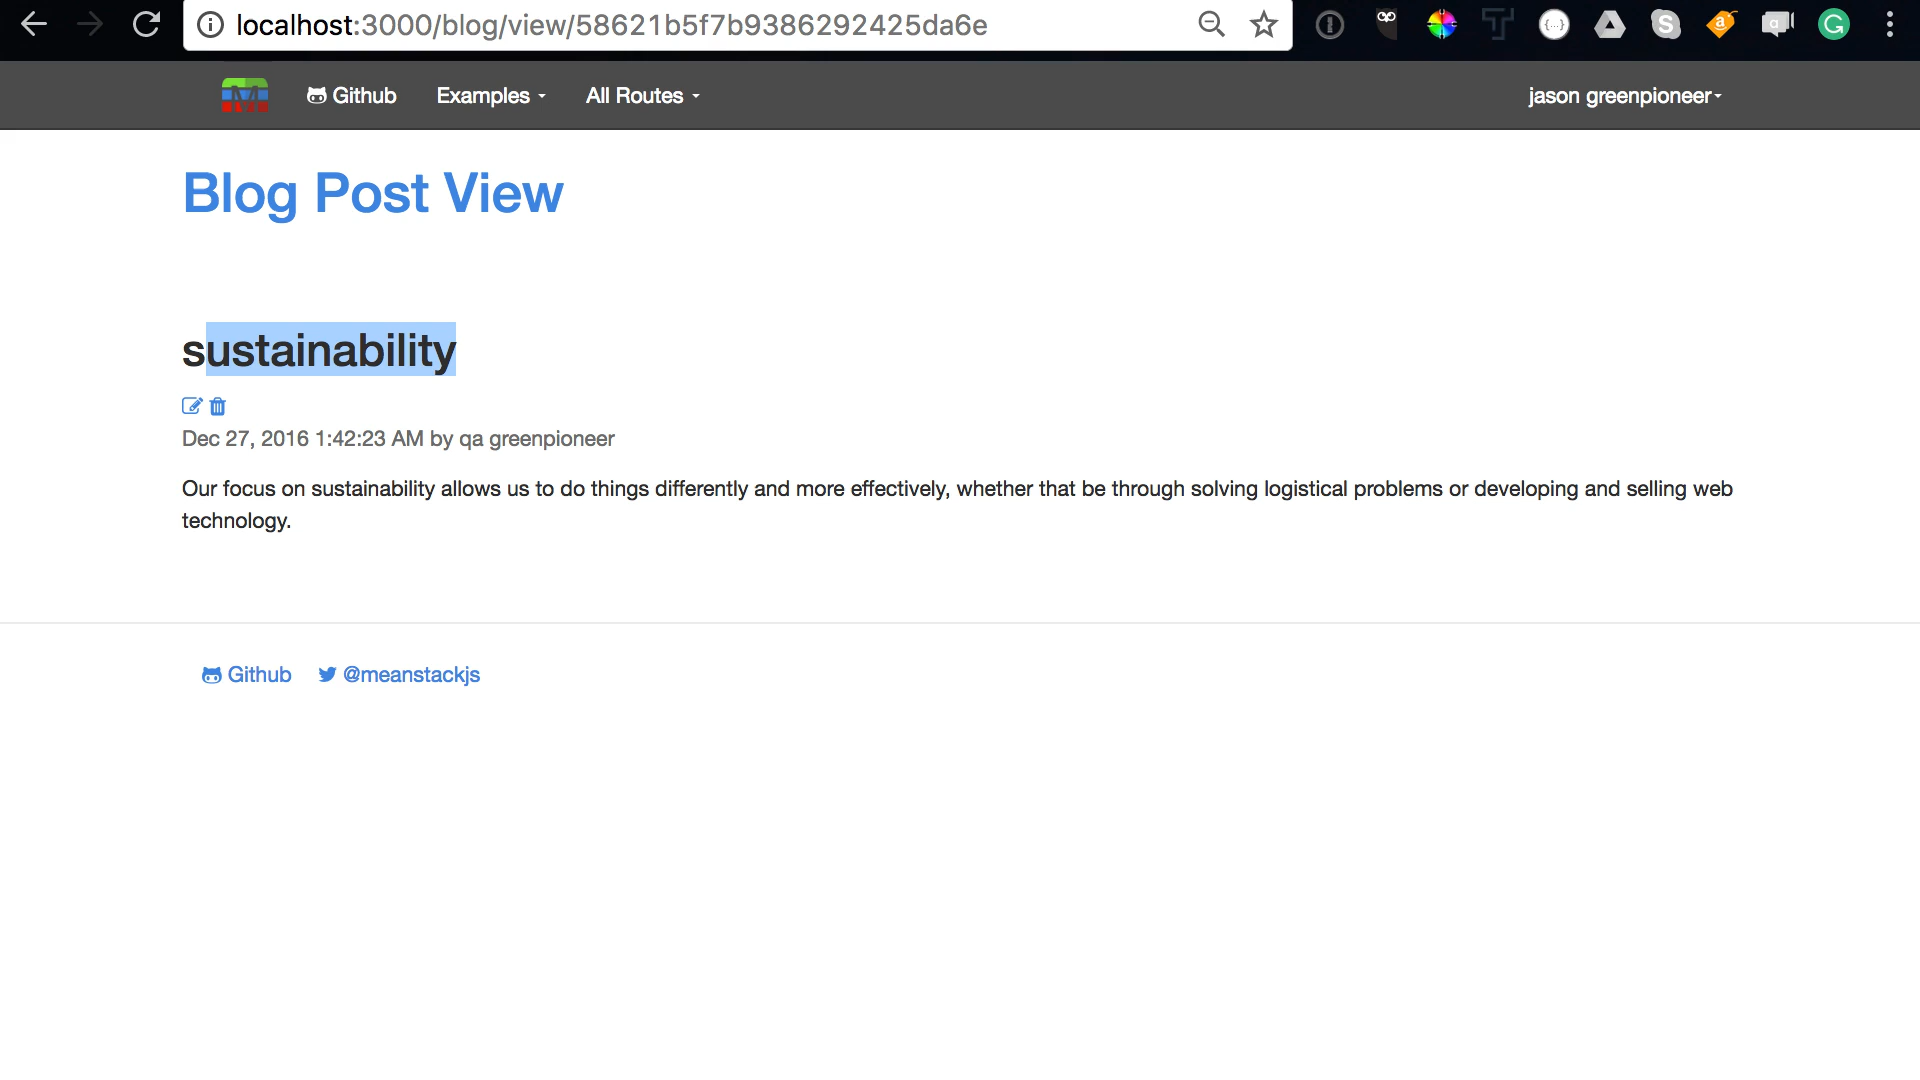 localhost:3000/blog/view/58621b5f7b9386292425da6e
Github Examples All Routes jason greenpioneer
Blog Post View
sustainability
Dec 27, 2016 1:42:23 AM by qa greenpioneer
Our focus on sustainability allows us to do things differently and more effectively, whether that be through solving logistical problems or developing and selling web
technology.
Github @meanstackjs